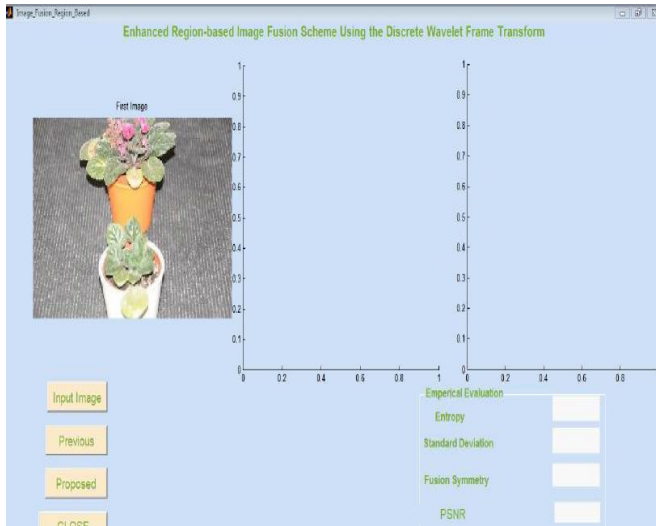 Image_Fusion_Region_Based
Enhanced Region-based Image Fusion Scheme Using the Discrete Wavelet Frame Transform
First Image
1
0.9
0.8
0.7
0.6
0.5
0.4
0.3
0.2
0.1
0
0 0.2 0.4 0.6 0.8 1
1
0.9
0.8
0.7
0.6
0.5
0.4
0.3
0.2
0.1
0
0 0.2 0.4 0.6 0.8
Input Image
Previous
Proposed
CLOSE
Emperical Evaluation
Entropy
Standard Deviation
Fusion Symmetry
PSNR